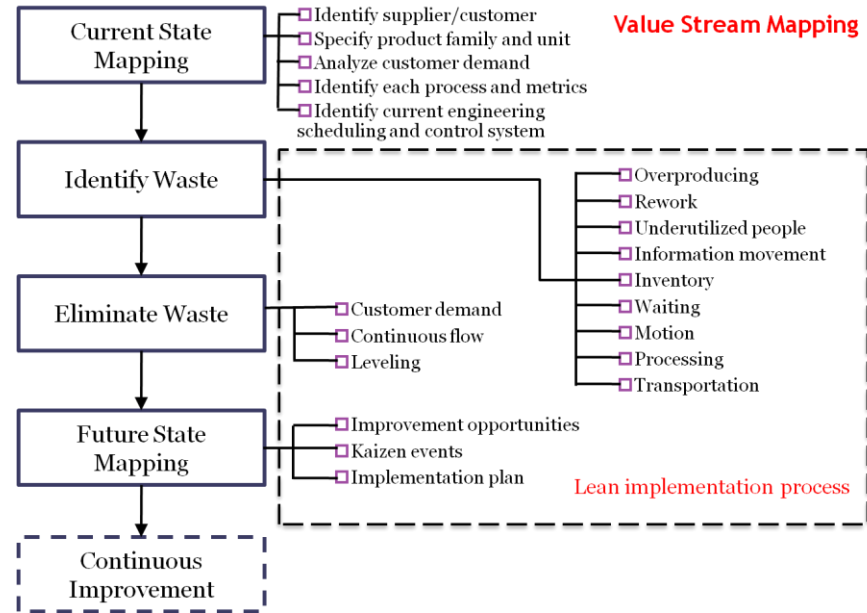 Value Stream Mapping
Current State
Mapping
Identify supplier/customer
Specify product family and unit
Analyze customer demand
Identify each process and metrics
Identify current engineering
scheduling and control system
Identify Waste
Overproducing
Rework
Underutilized people
Information movement
Inventory
Waiting
Motion
Processing
Transportation
Eliminate Waste
Customer demand
Continuous flow
Leveling
Future State
Mapping
Improvement opportunities
Kaizen events
Implementation plan
Lean implementation process
Continuous
Improvement